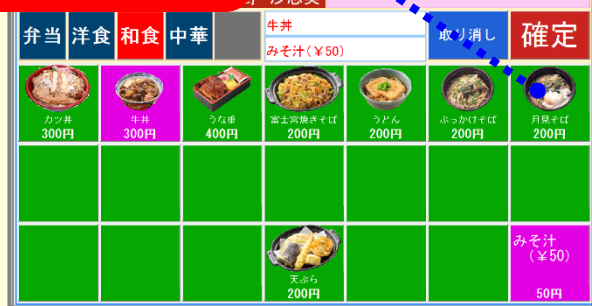 弁当 洋食 和食 中華
牛丼
みそ汁(¥50)
取り消し
確定
カツ丼
300円
牛丼
300円
うな重
400円
富士宮焼きそば
200円
うどん
200円
ぶっかけそば
200円
月見そば
200円
天ぷら
200円
みそ汁
(¥50)
50円